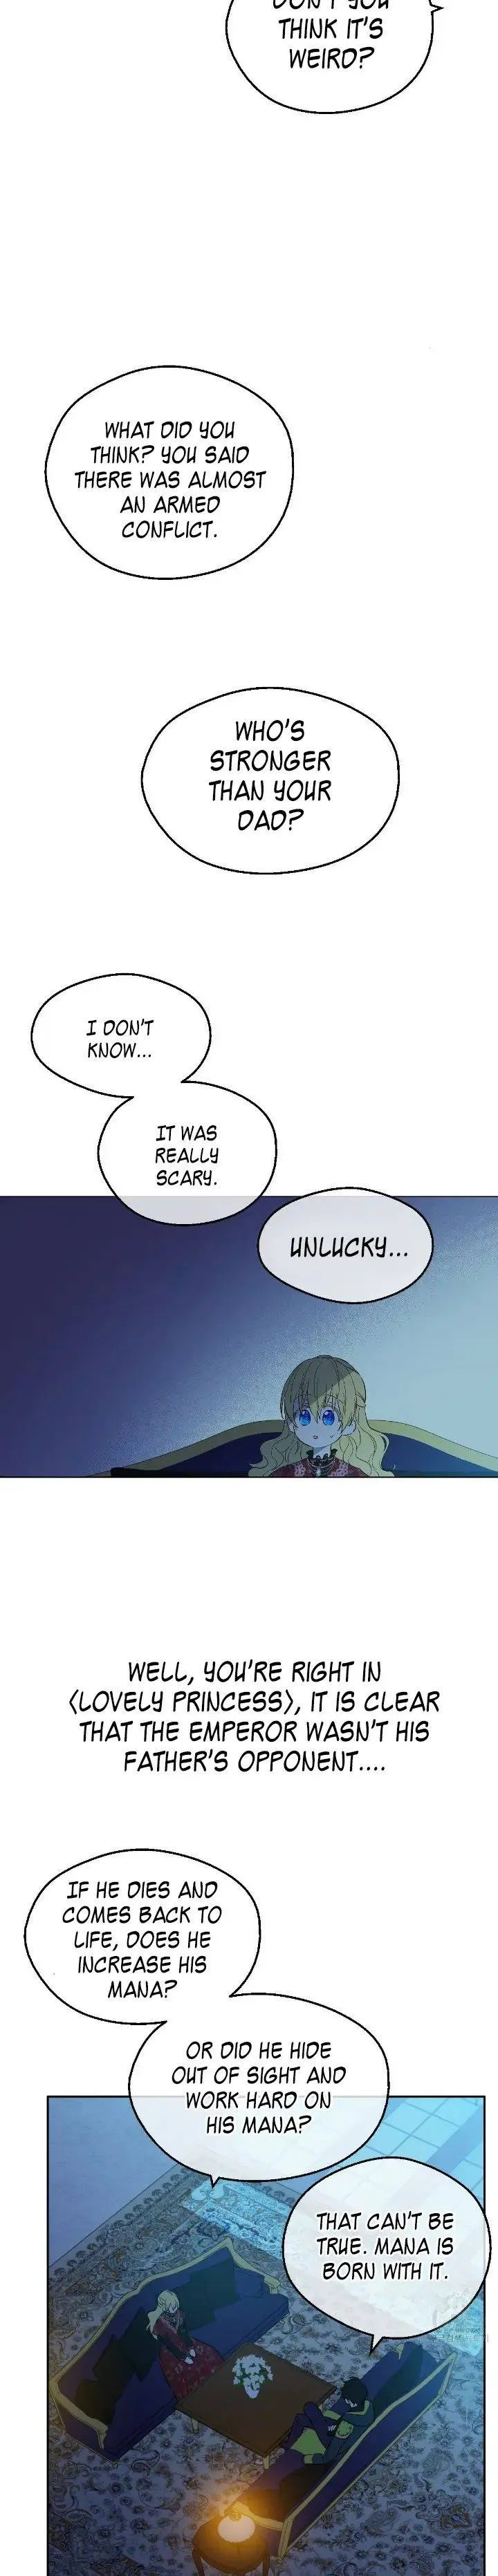 DON'T YOU
THINK IT'S
WEIRD?
WHAT DID YOU
THINK? YOU SAID
THERE WAS ALMOST
AN ARMED
CONFLICT.
WHO'S
STRONGER
THAN YOUR
DAD?
I DON'T
KNOW...
IT WAS
REALLY
SCARY.
UNLUCKY...
WELL, YOU'RE RIGHT IN
<LOVELY PRINCESS>, IT IS CLEAR
THAT THE EMPEROR WASN'T HIS
FATHER'S OPPONENT....
IF HE DIES AND
COMES BACK TO
LIFE, DOES HE
INCREASE HIS
MANA?
OR DID HE HIDE
OUT OF SIGHT AND
WORK HARD ON
HIS MANA?
THAT CAN'T BE
TRUE. MANA IS
BORN WITH IT.